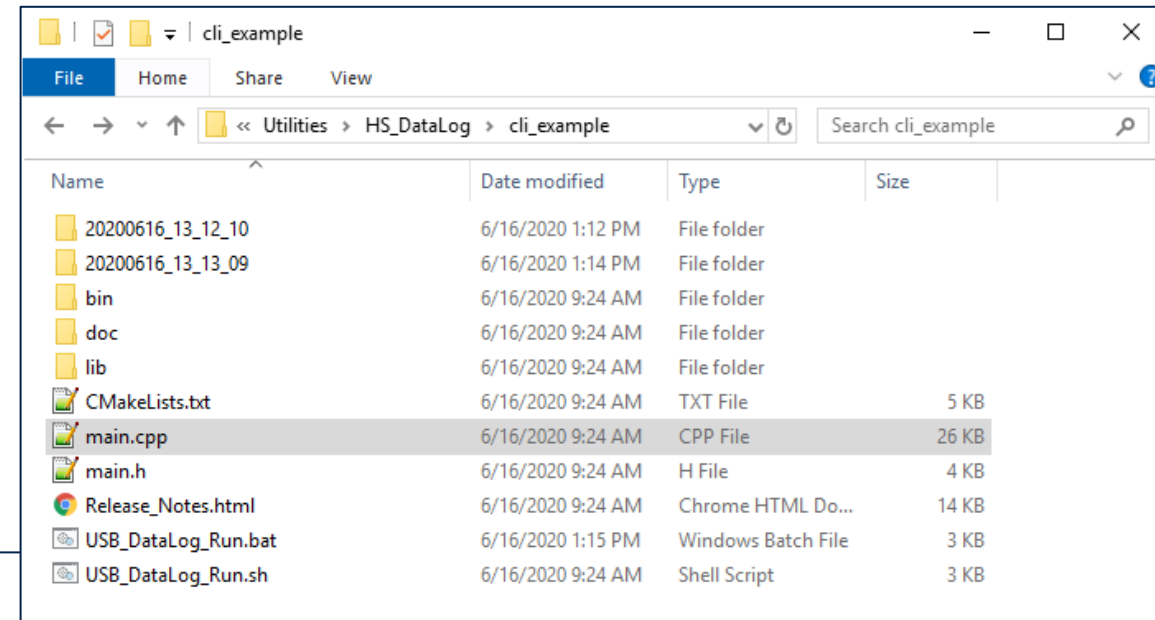 cli_example
File Home Share View
« Utilities > HS_DataLog > cli_example Search cli_example
Name Date modified Type Size
20200616_13_12_10 6/16/2020 1:12 PM File folder
20200616_13_13_09 6/16/2020 1:14 PM File folder
bin 6/16/2020 9:24 AM File folder
doc 6/16/2020 9:24 AM File folder
lib 6/16/2020 9:24 AM File folder
CMakeLists.txt 6/16/2020 9:24 AM TXT File 5 KB
main.cpp 6/16/2020 9:24 AM CPP File 26 KB
main.h 6/16/2020 9:24 AM H File 4 KB
Release_Notes.html 6/16/2020 9:24 AM Chrome HTML Do... 14 KB
USB_DataLog_Run.bat 6/16/2020 1:15 PM Windows Batch File 3 KB
USB_DataLog_Run.sh 6/16/2020 9:24 AM Shell Script 3 KB